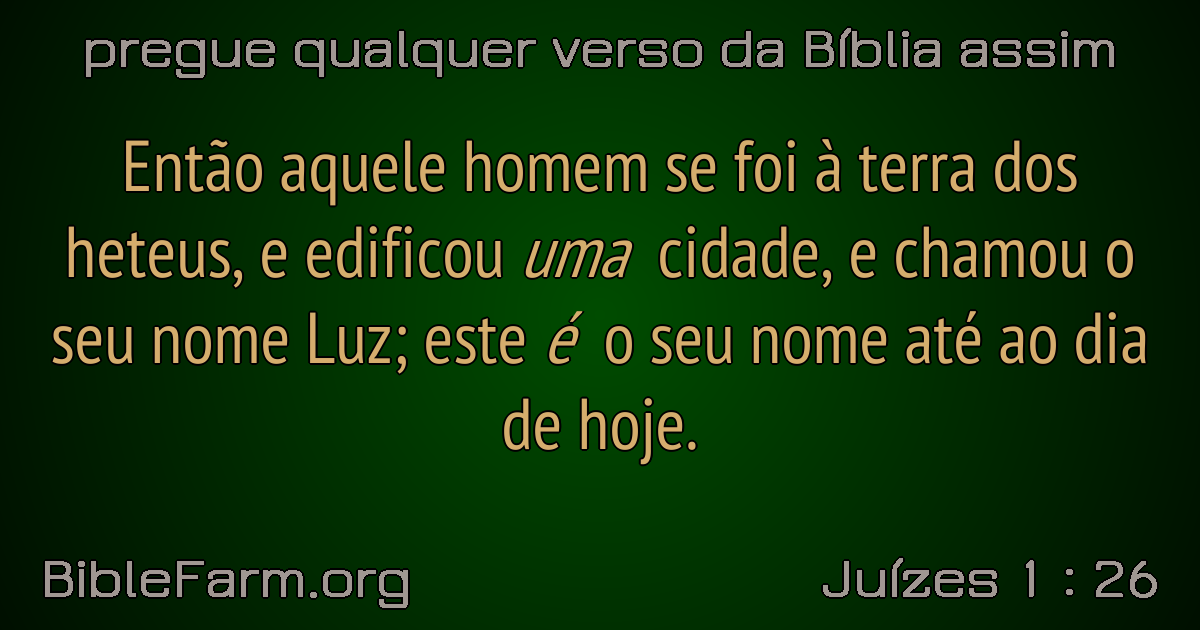 pregue qualquer verso da Bíblia assim
Então aquele homem se foi à terra dos
heteus, e edificou uma cidade, e chamou o
seu nome Luz; este é o seu nome até ao dia
de hoje.
BibleFarm.org
Juízes 1 : 26